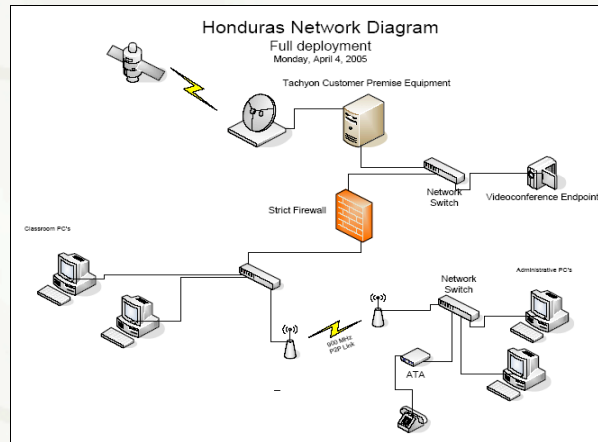 Honduras Network Diagram
Full deployment
Monday, April 4, 2005
Tachyon Customer Premise Equipment
Network
Switch
Videoconference Endpoint
Strict Firewall
Classroom PC's
Network
Switch
Administrative PC's
900 MHz
P2P Link
ATA